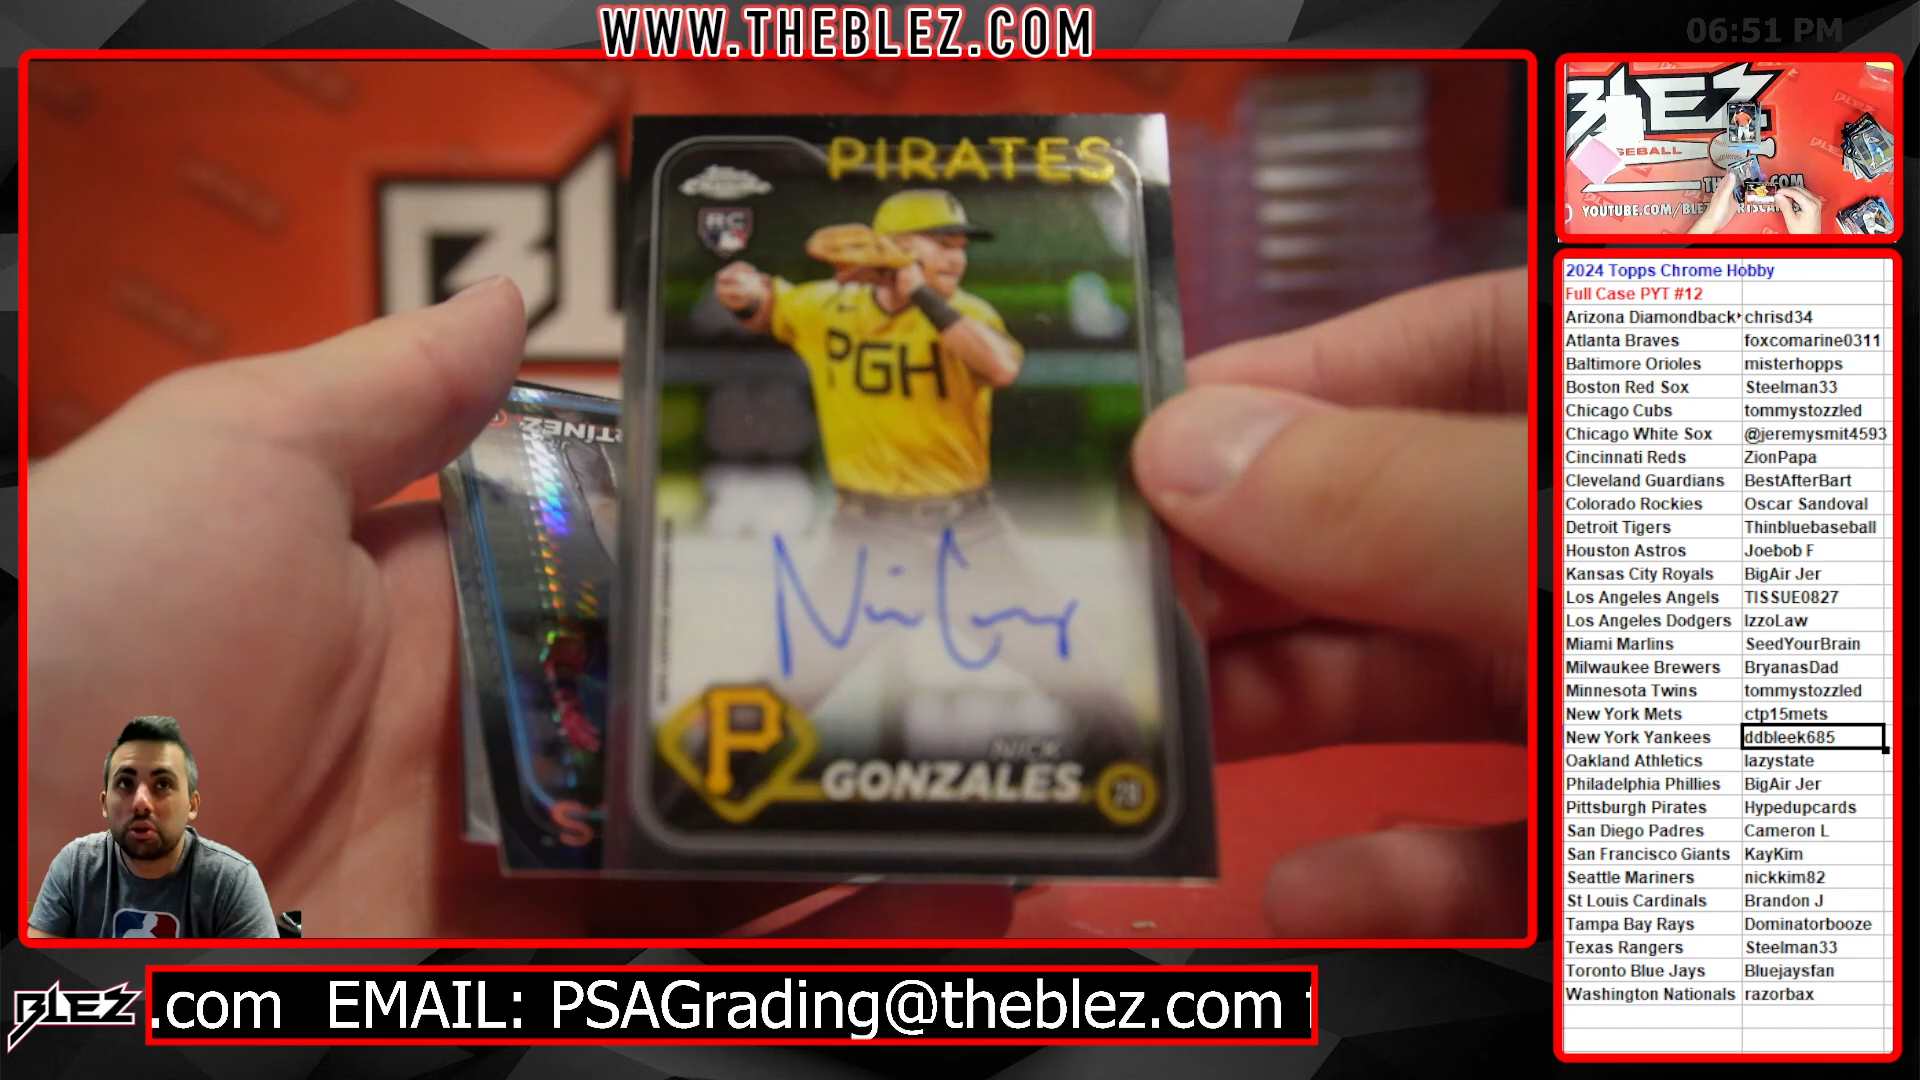 WWW.THEBLEZ.COM
06:51 PM
PIRATES
Topps Chrome
RC
PGH
P
NICK
GONZALES
28
BLEZ
SEBALL
YOUTUBE.COM/BLE
2024 Topps Chrome Hobby
Full Case PYT #12
Arizona Diamondback chrisd34
Atlanta Braves foxcomarine0311
Baltimore Orioles misterhopps
Boston Red Sox Steelman33
Chicago Cubs tommystozzled
Chicago White Sox @jeremysmit4593
Cincinnati Reds ZionPapa
Cleveland Guardians BestAfterBart
Colorado Rockies Oscar Sandoval
Detroit Tigers Thinbluebaseball
Houston Astros Joebob F
Kansas City Royals BigAir Jer
Los Angeles Angels TISSUE0827
Los Angeles Dodgers IzzoLaw
Miami Marlins SeedYourBrain
Milwaukee Brewers BryanasDad
Minnesota Twins tommystozzled
New York Mets ctp15mets
New York Yankees ddbleek685
Oakland Athletics lazystate
Philadelphia Phillies BigAir Jer
Pittsburgh Pirates Hypedupcards
San Diego Padres Cameron L
San Francisco Giants KayKim
Seattle Mariners nickkim82
St Louis Cardinals Brandon J
Tampa Bay Rays Dominatorbooze
Texas Rangers Steelman33
Toronto Blue Jays Bluejaysfan
Washington Nationals razorbax
BLEZ
.com EMAIL: PSAGrading@theblez.com